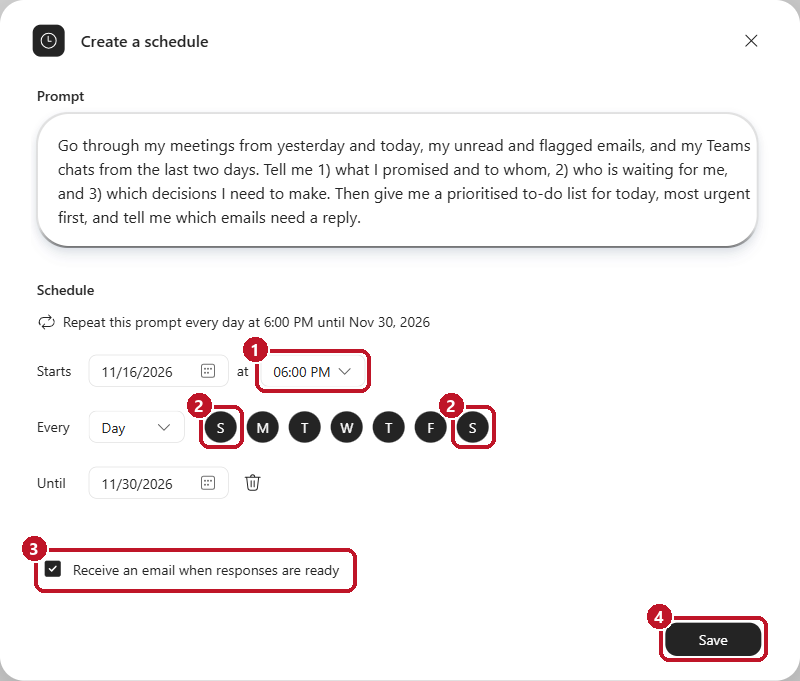 Create a schedule
Prompt
Go through my meetings from yesterday and today, my unread and flagged emails, and my Teams
chats from the last two days. Tell me 1) what I promised and to whom, 2) who is waiting for me,
and 3) which decisions I need to make. Then give me a prioritised to-do list for today, most urgent
first, and tell me which emails need a reply.
Schedule
Repeat this prompt every day at 6:00 PM until Nov 30, 2026
1
Starts 11/16/2026 at 06:00 PM
2 2
Every Day S M T W T F S
Until 11/30/2026
3
Receive an email when responses are ready
4
Save